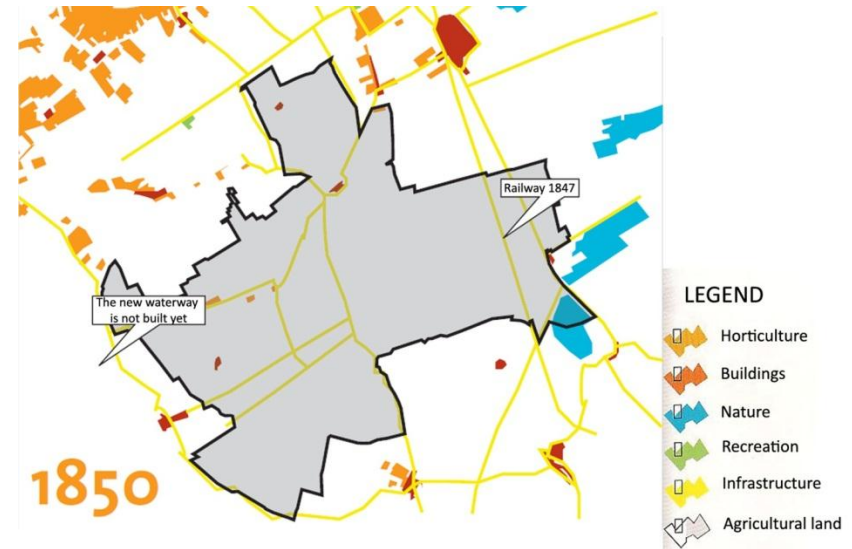 Railway 1847
The new waterway
is not built yet
1850
LEGEND
Horticulture
Buildings
Nature
Recreation
Infrastructure
Agricultural land